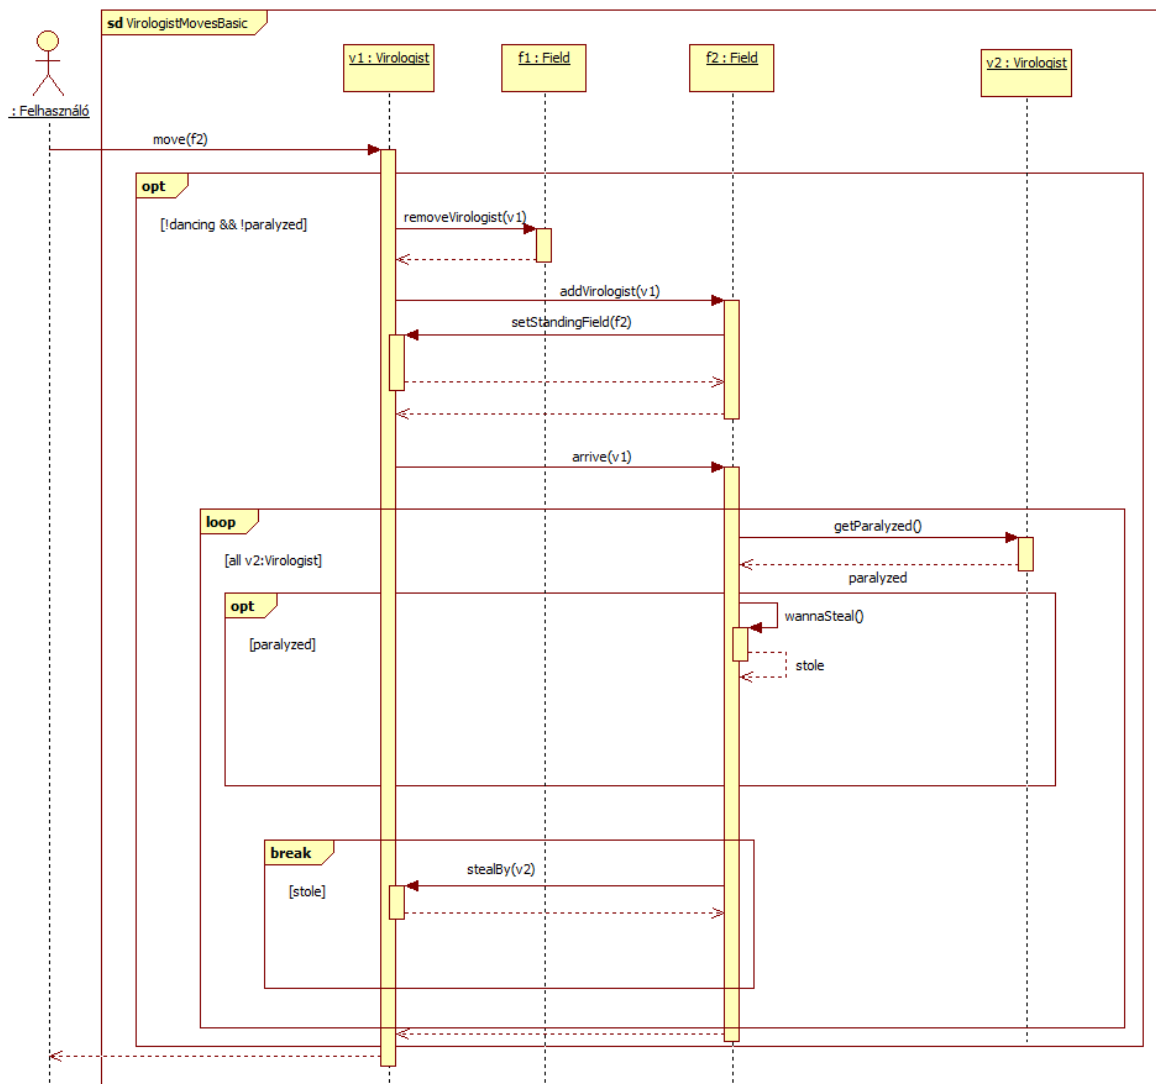 sd VirologistMovesBasic
: Felhasználó
v1 : Virologist
f1 : Field
f2 : Field
v2 : Virologist
move(f2)
opt
[!dancing && !paralyzed]
removeVirologist(v1)
addVirologist(v1)
setStandingField(f2)
arrive(v1)
loop
[all v2:Virologist]
getParalyzed()
paralyzed
opt
[paralyzed]
wannaSteal()
stole
break
[stole]
stealBy(v2)